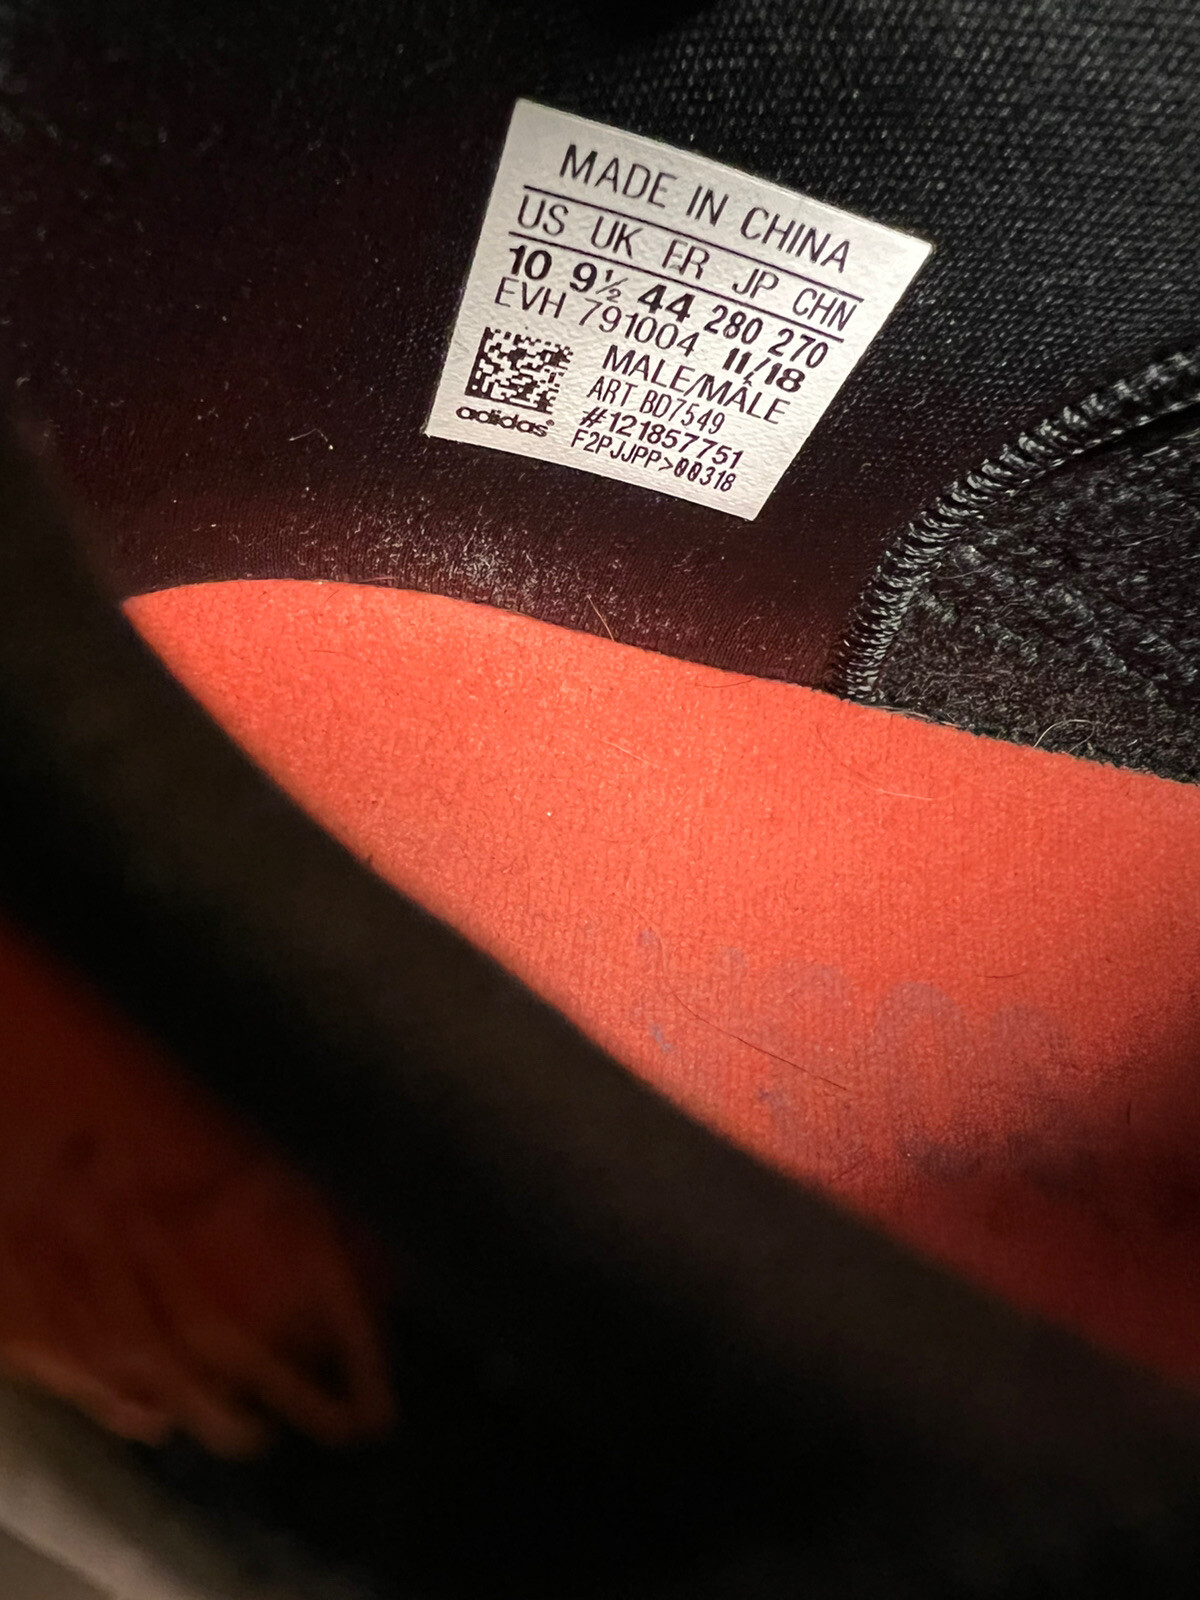 MADE IN CHINA
US UK FR JP CHN
10 9½ 44 280 270
EVH 791004 11/18
MALE/MÂLE
ART BD7549
#121857751
adidas F2PJJPP>00318